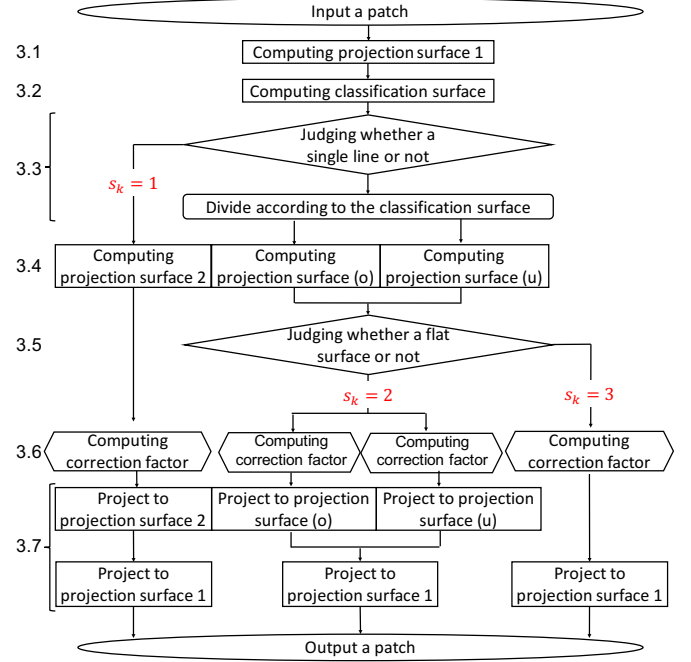 Input a patch
3.1
Computing projection surface 1
3.2
Computing classification surface
3.3
Judging whether a
single line or not
s_k = 1
Divide according to the classification surface
3.4
Computing
projection surface 2
Computing
projection surface (o)
Computing
projection surface (u)
3.5
Judging whether a flat
surface or not
s_k = 2
s_k = 3
3.6
Computing
correction factor
Computing
correction factor
Computing
correction factor
Computing
correction factor
3.7
Project to
projection surface 2
Project to projection
surface (o)
Project to projection
surface (u)
Project to
projection surface 1
Project to
projection surface 1
Project to
projection surface 1
Output a patch